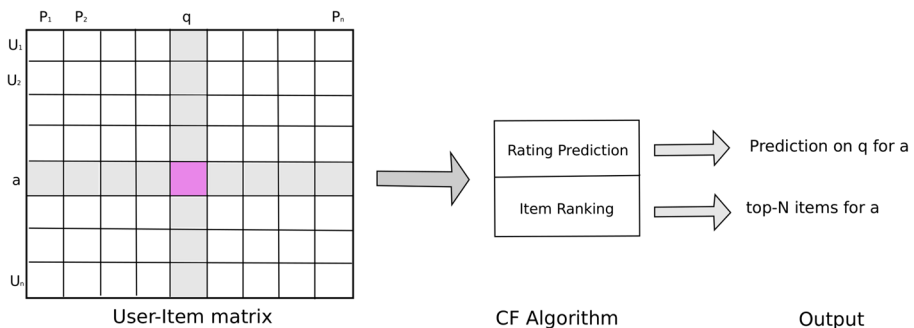 P₁ P₂ q Pₙ
U₁
U₂
a
Uₙ
User-Item matrix
Rating Prediction
Item Ranking
CF Algorithm
Prediction on q for a
top-N items for a
Output